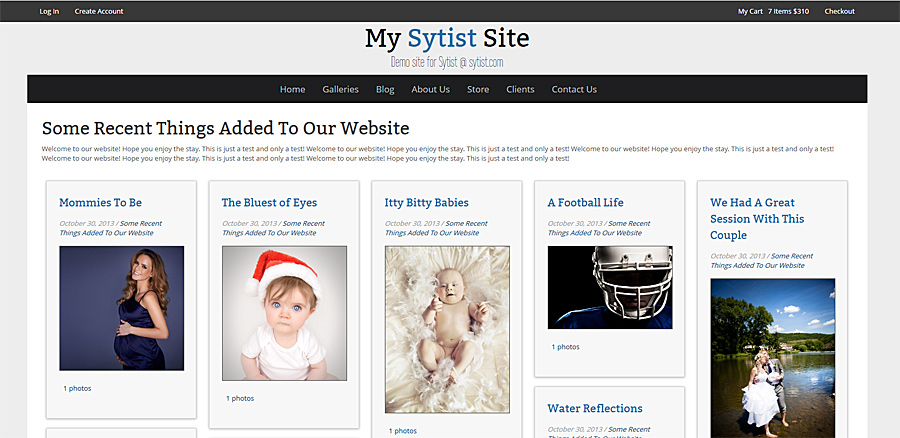 Log In Create Account My Cart 7 Items $310 Checkout
My Sytist Site
Demo site for Sytist @ sytist.com
Home Galleries Blog About Us Store Clients Contact Us
Some Recent Things Added To Our Website
Welcome to our website! Hope you enjoy the stay. This is just a test and only a test! Welcome to our website! Hope you enjoy the stay. This is just a test and only a test! Welcome to our website! Hope you enjoy the stay. This is just a test and only a test!
Welcome to our website! Hope you enjoy the stay. This is just a test and only a test! Welcome to our website! Hope you enjoy the stay. This is just a test and only a test!
Mommies To Be
October 30, 2013 / Some Recent
Things Added To Our Website
1 photos
The Bluest of Eyes
October 30, 2013 / Some Recent
Things Added To Our Website
1 photos
Itty Bitty Babies
October 30, 2013 / Some Recent
Things Added To Our Website
1 photos
A Football Life
October 30, 2013 / Some Recent
Things Added To Our Website
1 photos
Water Reflections
October 30, 2013 / Some Recent
Things Added To Our Website
We Had A Great
Session With This
Couple
October 30, 2013 / Some Recent
Things Added To Our Website